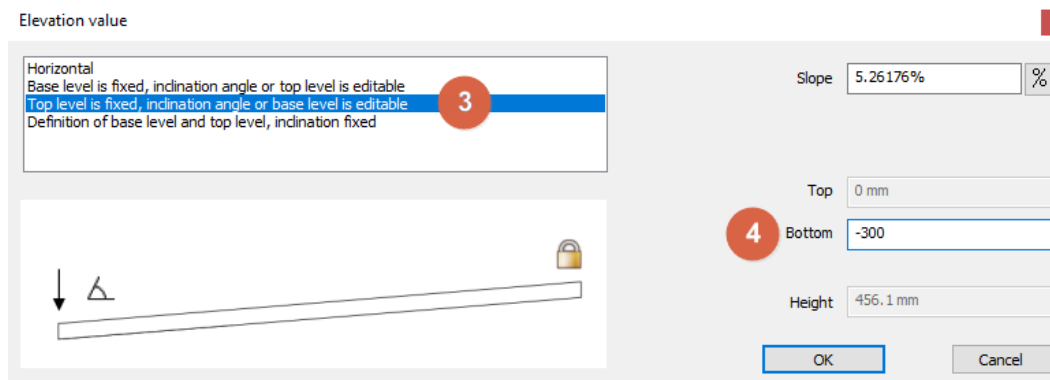 Elevation value
Horizontal
Base level is fixed, inclination angle or top level is editable
Top level is fixed, inclination angle or base level is editable
3
Definition of base level and top level, inclination fixed
Slope 5.26176% %
Top 0 mm
4 Bottom -300
Height 456.1 mm
OK Cancel